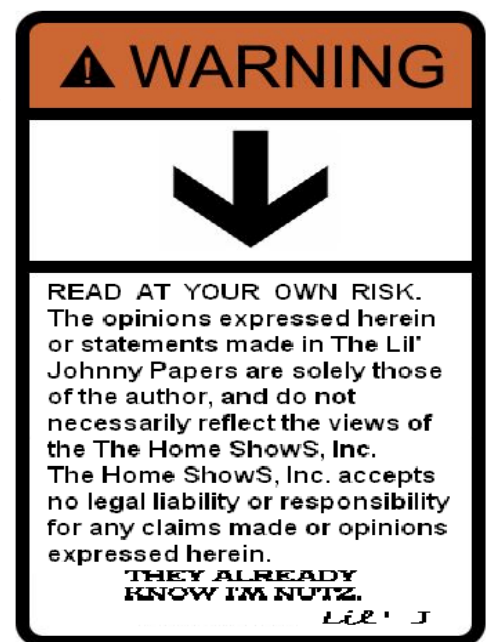 WARNING
READ AT YOUR OWN RISK.
The opinions expressed herein
or statements made in The Lil'
Johnny Papers are solely those
of the author, and do not
necessarily reflect the views of
the The Home ShowS, Inc.
The Home ShowS, Inc. accepts
no legal liability or responsibility
for any claims made or opinions
expressed herein.
THEY ALREADY
KNOW I'M NUTZ.
Lil' J